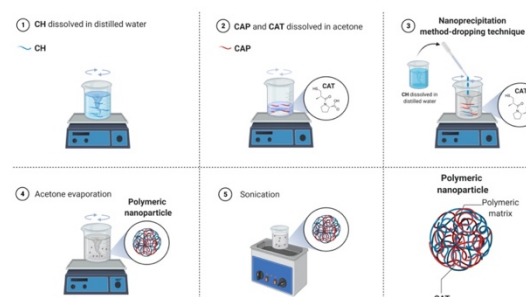 1 CH dissolved in distilled water
CH
2 CAP and CAT dissolved in acetone
CAP
CAT
3 Nanoprecipitation
method-dropping technique
CH dissolved in
distilled water
CAT
4 Acetone evaporation
Polymeric
nanoparticle
5 Sonication
Polymeric
nanoparticle
Polymeric
matrix
CAT